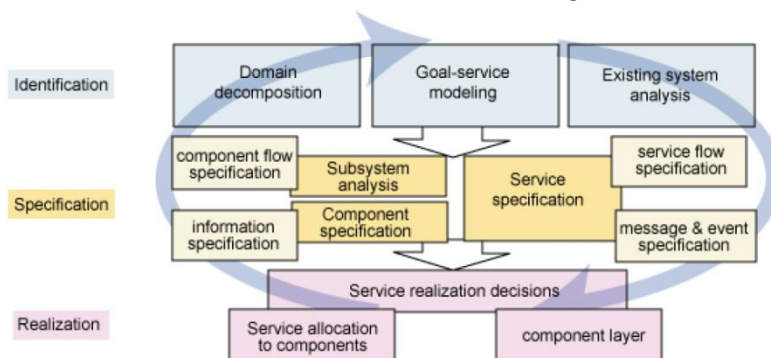 Identification
Domain
decomposition
Goal-service
modeling
Existing system
analysis
Specification
component flow
specification
Subsystem
analysis
Service
specification
service flow
specification
information
specification
Component
specification
message & event
specification
Realization
Service realization decisions
Service allocation
to components
component layer